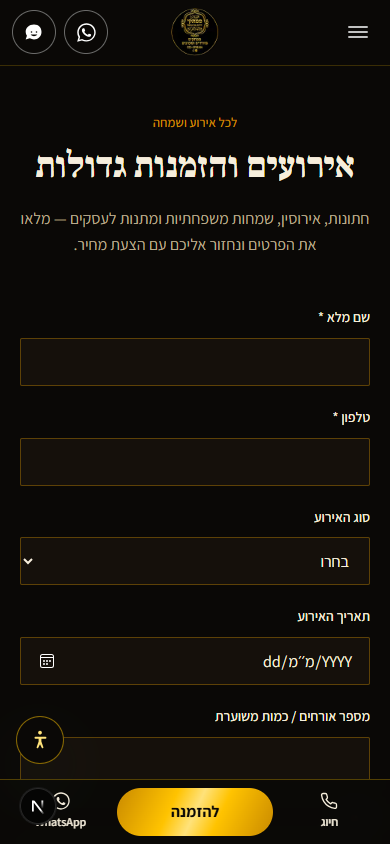 לכל אירוע ושמחה
אירועים והזמנות גדולות
חתונות, אירוסין, שמחות משפחתיות ומתנות לעסקים — מלאו
את הפרטים ונחזור אליכם עם הצעת מחיר.
שם מלא *
טלפון *
סוג האירוע
בחרו
תאריך האירוע
dd/מ״מ/YYYY
מספר אורחים / כמות משוערת
חיוג
להזמנה
WhatsApp
N